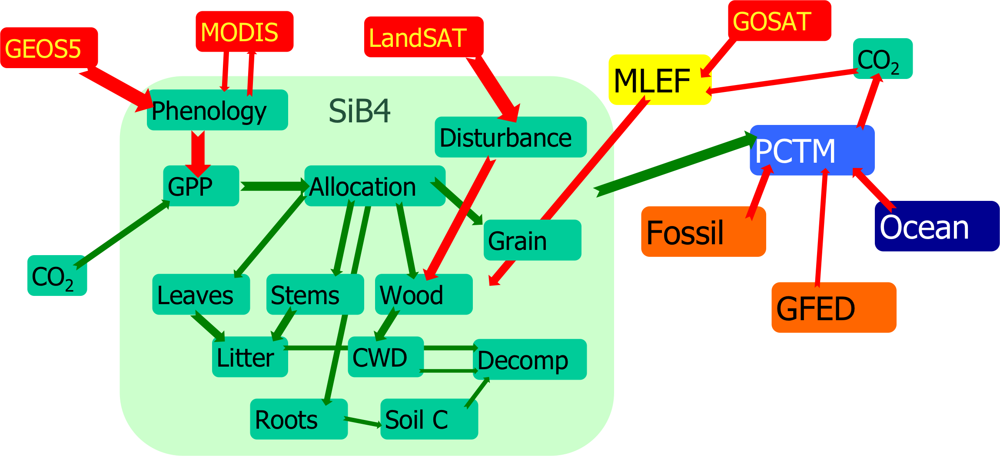 GEOS5
MODIS
LandSAT
GOSAT
CO₂
MLEF
SiB4
Phenology
Disturbance
PCTM
GPP
Allocation
Grain
Fossil
Ocean
CO₂
Leaves
Stems
Wood
GFED
Litter
CWD
Decomp
Roots
Soil C